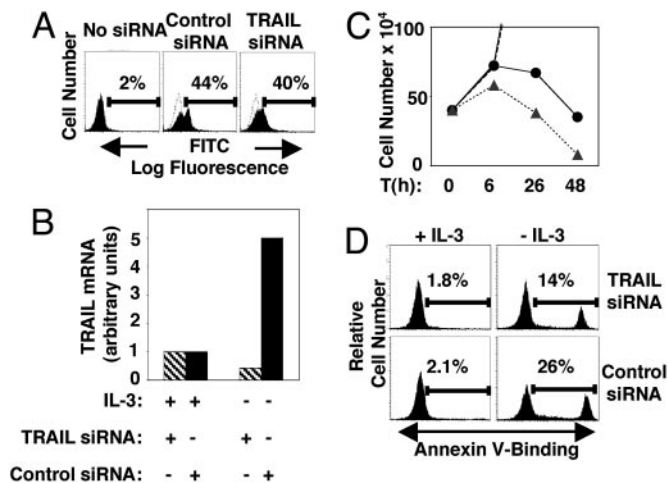 A
No siRNA
Control siRNA
TRAIL siRNA
Cell Number
2%
44%
40%
FITC
Log Fluorescence
B
TRAIL mRNA
(arbitrary units)
5
4
3
2
1
0
IL-3: + + - -
TRAIL siRNA: + - + -
Control siRNA: - + - +
C
Cell Number x 10⁴
100
50
0
T(h): 0 6 26 48
D
+ IL-3
- IL-3
Relative
Cell Number
1.8%
14%
TRAIL
siRNA
2.1%
26%
Control
siRNA
Annexin V-Binding